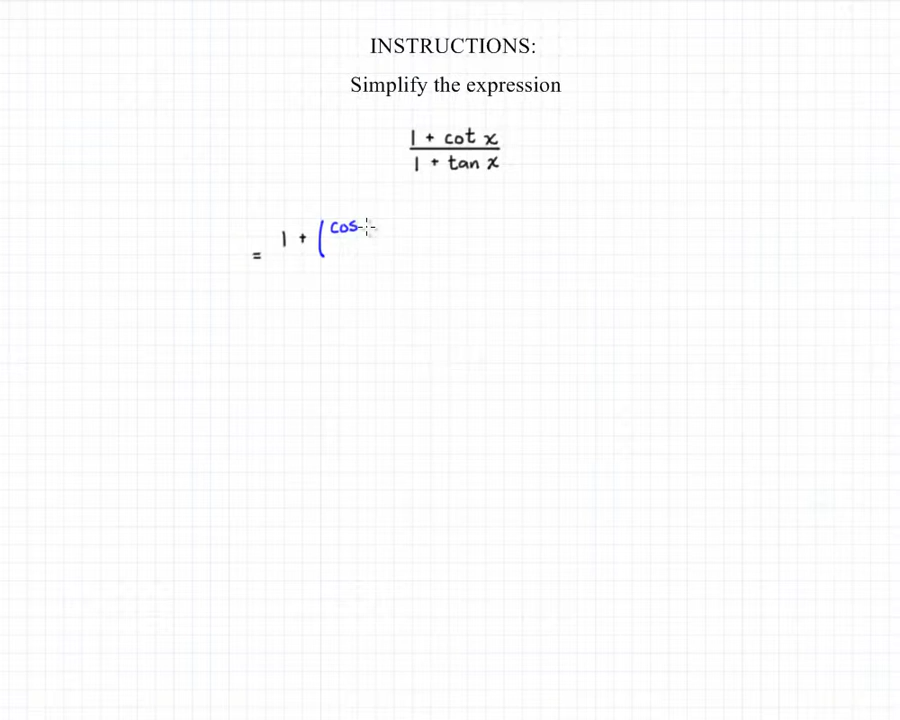 INSTRUCTIONS:
Simplify the expression
1 + cot x
1 + tan x
= 1 + (cos